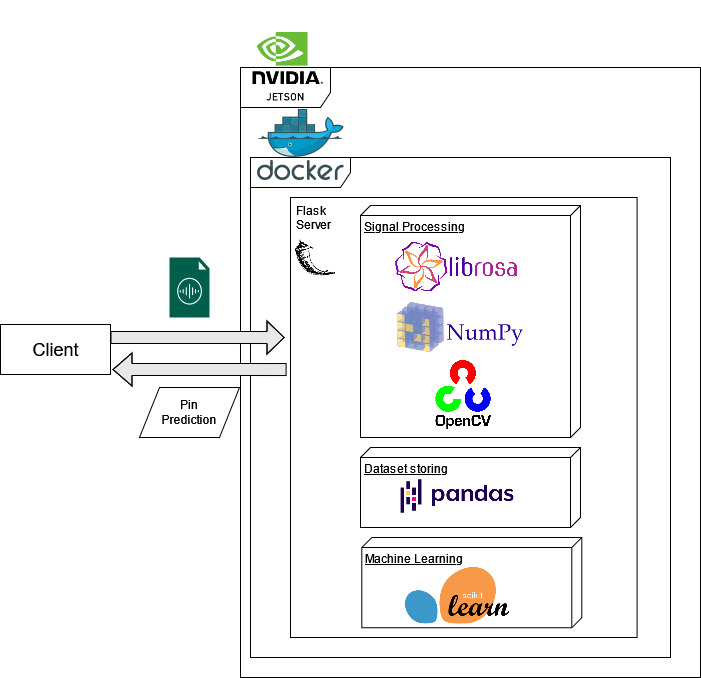 NVIDIA.
JETSON
docker
Flask
Server
Signal Processing
librosa
NumPy
OpenCV
Client
Pin
Prediction
Dataset storing
pandas
Machine Learning
scikit
learn